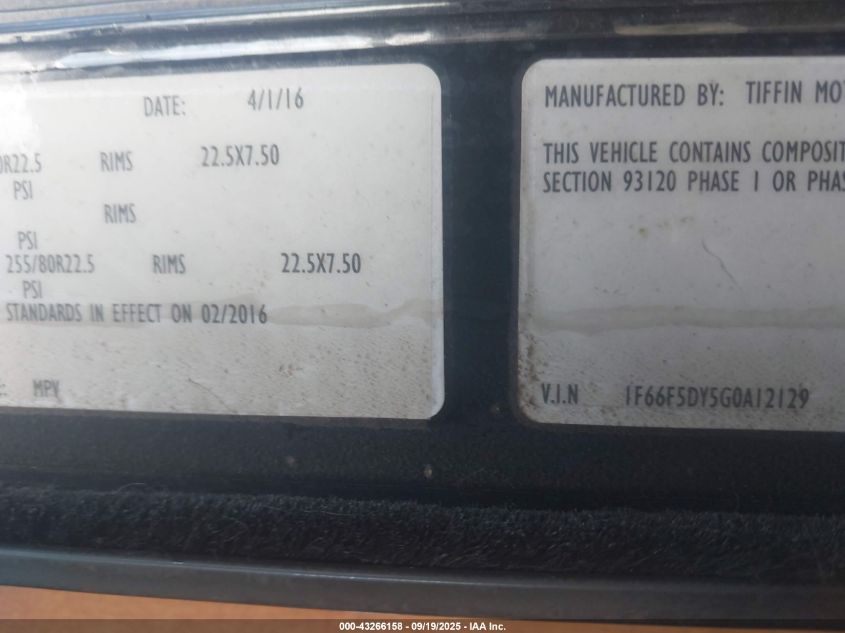 DATE: 4/1/16
0R22.5 RIMS 22.5X7.50
PSI
RIMS
PSI
255/80R22.5 RIMS 22.5X7.50
PSI
STANDARDS IN EFFECT ON 02/2016
: MPV
MANUFACTURED BY: TIFFIN MO
THIS VEHICLE CONTAINS COMPOSIT
SECTION 93120 PHASE 1 OR PHAS
V.I.N 1F66F5DY5G0A12129
000-43266158 - 09/19/2025 - IAA Inc.